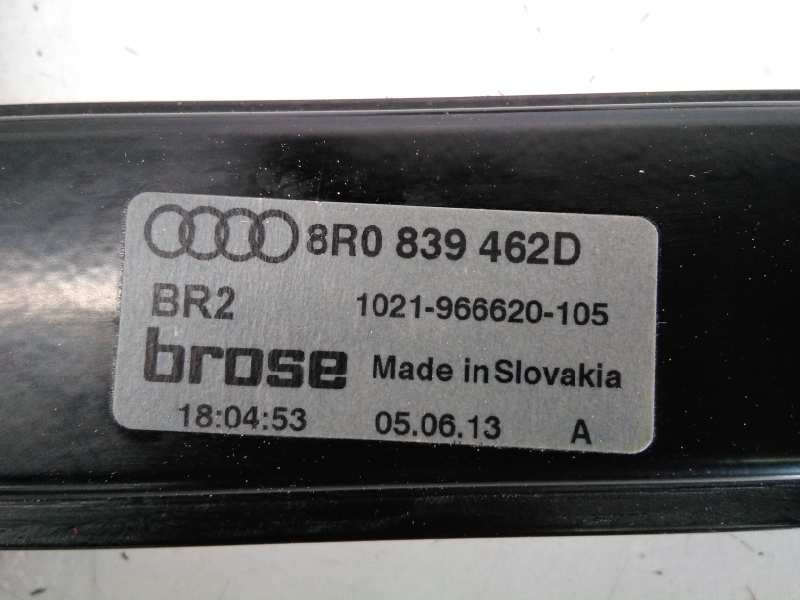 8R0 839 462D
BR2 1021-966620-105
brose Made in Slovakia
18:04:53 05.06.13 A